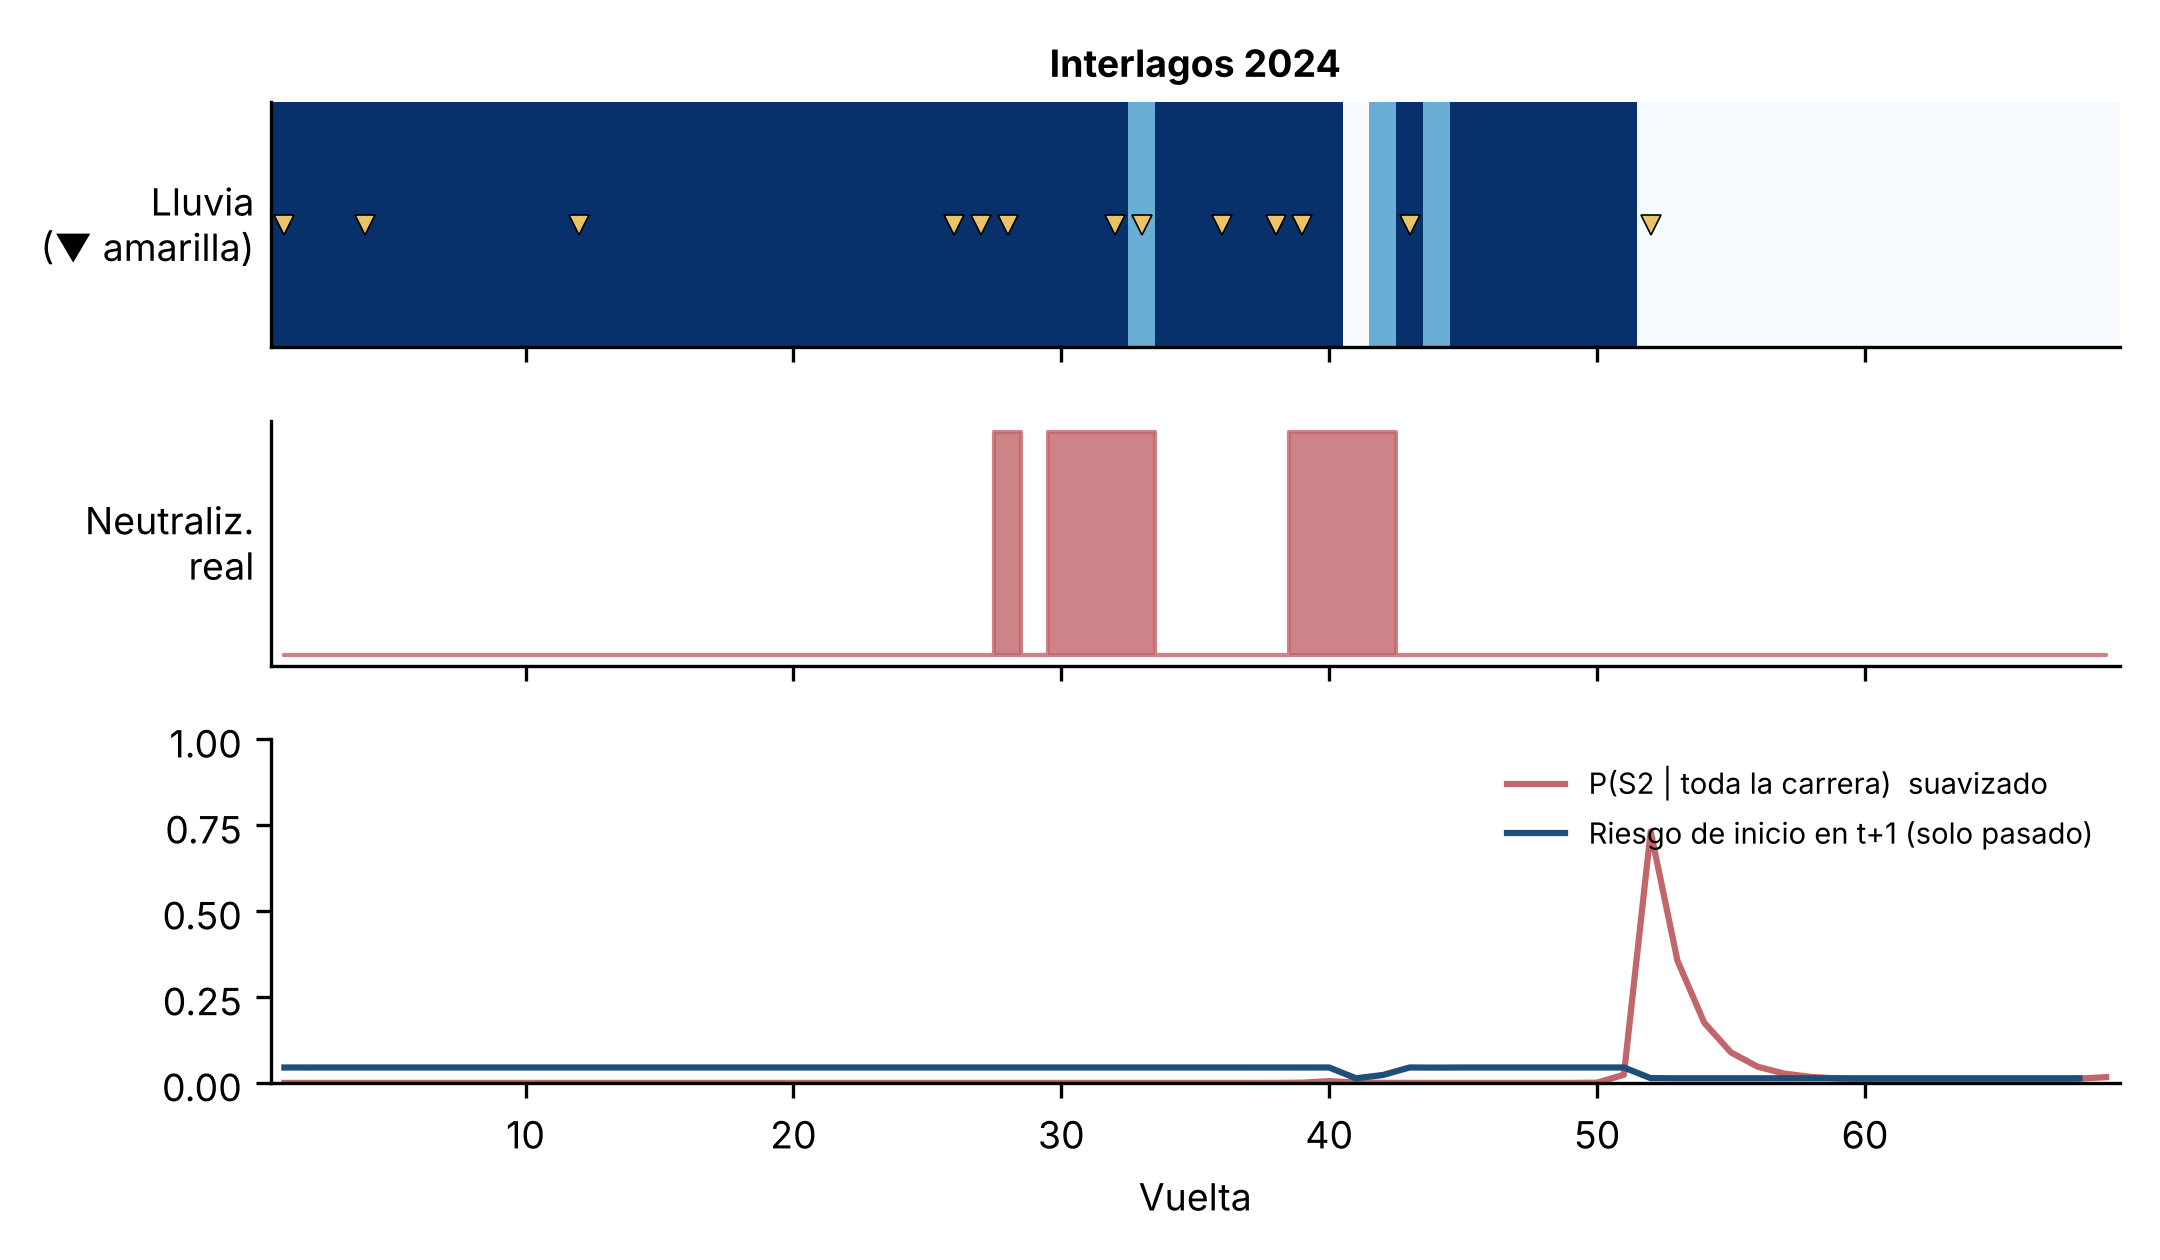 Interlagos 2024
Lluvia
(▼ amarilla)
Neutraliz.
real
1.00
0.75
0.50
0.25
0.00
P(S2 | toda la carrera)  suavizado
Riesgo de inicio en t+1 (solo pasado)
10 20 30 40 50 60
Vuelta